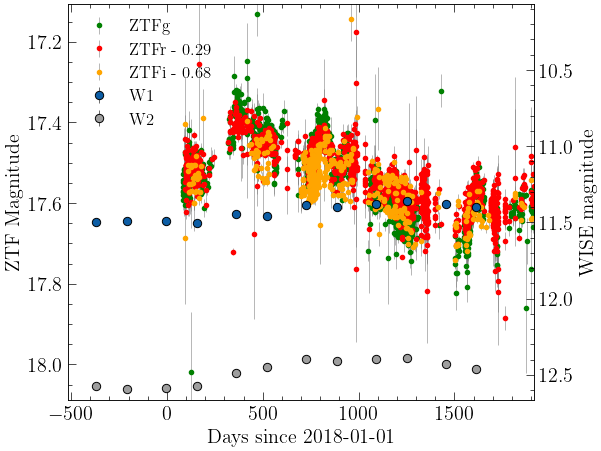 ZTFg
ZTFr - 0.29
ZTFi - 0.68
W1
W2
17.2
17.4
17.6
17.8
18.0
ZTF Magnitude
10.5
11.0
11.5
12.0
12.5
WISE magnitude
−500
0
500
1000
1500
Days since 2018-01-01